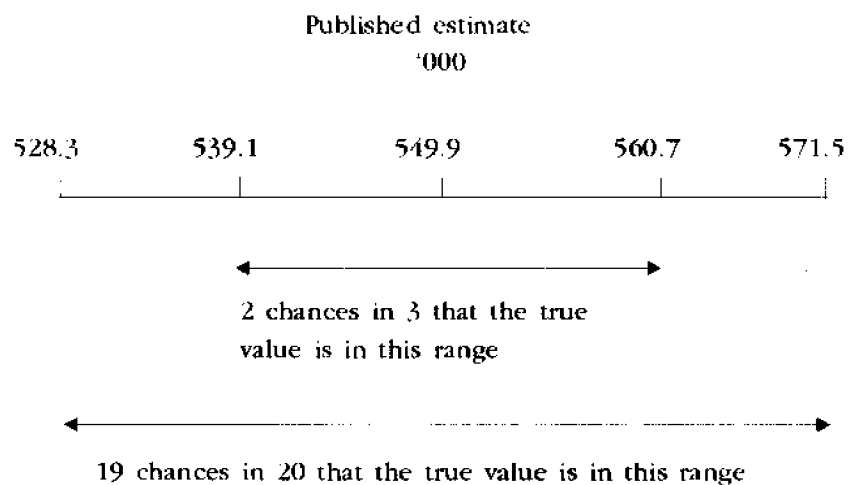 Published estimate
'000
528.3 539.1 549.9 560.7 571.5
2 chances in 3 that the true
value is in this range
19 chances in 20 that the true value is in this range